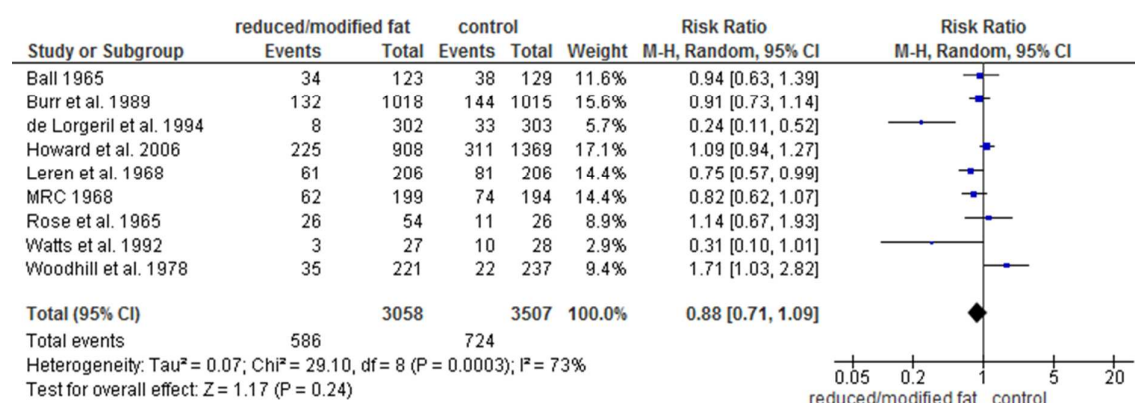 reduced/modified fat control Risk Ratio Risk Ratio
Study or Subgroup Events Total Events Total Weight M-H, Random, 95% CI M-H, Random, 95% CI
Ball 1965 34 123 38 129 11.6% 0.94 [0.63, 1.39]
Burr et al. 1989 132 1018 144 1015 15.6% 0.91 [0.73, 1.14]
de Lorgeril et al. 1994 8 302 33 303 5.7% 0.24 [0.11, 0.52]
Howard et al. 2006 225 908 311 1369 17.1% 1.09 [0.94, 1.27]
Leren et al. 1968 61 206 81 206 14.4% 0.75 [0.57, 0.99]
MRC 1968 62 199 74 194 14.4% 0.82 [0.62, 1.07]
Rose et al. 1965 26 54 11 26 8.9% 1.14 [0.67, 1.93]
Watts et al. 1992 3 27 10 28 2.9% 0.31 [0.10, 1.01]
Woodhill et al. 1978 35 221 22 237 9.4% 1.71 [1.03, 2.82]
Total (95% CI) 3058 3507 100.0% 0.88 [0.71, 1.09]
Total events 586 724
Heterogeneity: Tau² = 0.07; Chi² = 29.10, df = 8 (P = 0.0003); I² = 73%
Test for overall effect: Z = 1.17 (P = 0.24)
0.05 0.2 1 5 20
reduced/modified fat control